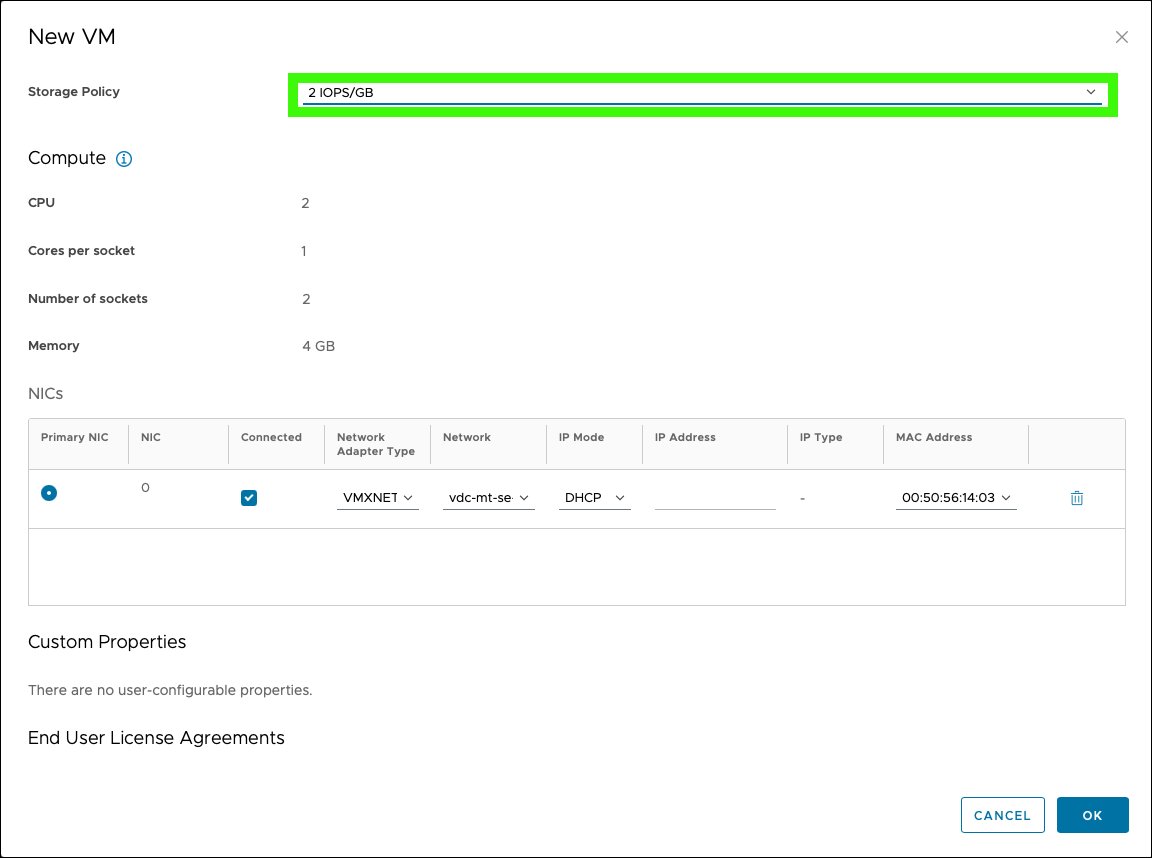 New VM
Storage Policy 2 IOPS/GB
Compute
CPU 2
Cores per socket 1
Number of sockets 2
Memory 4 GB
NICs
Primary NIC NIC Connected Network Adapter Type Network IP Mode IP Address IP Type MAC Address
0 VMXNET vdc-mt-se- DHCP - 00:50:56:14:03
Custom Properties
There are no user-configurable properties.
End User License Agreements
CANCEL OK